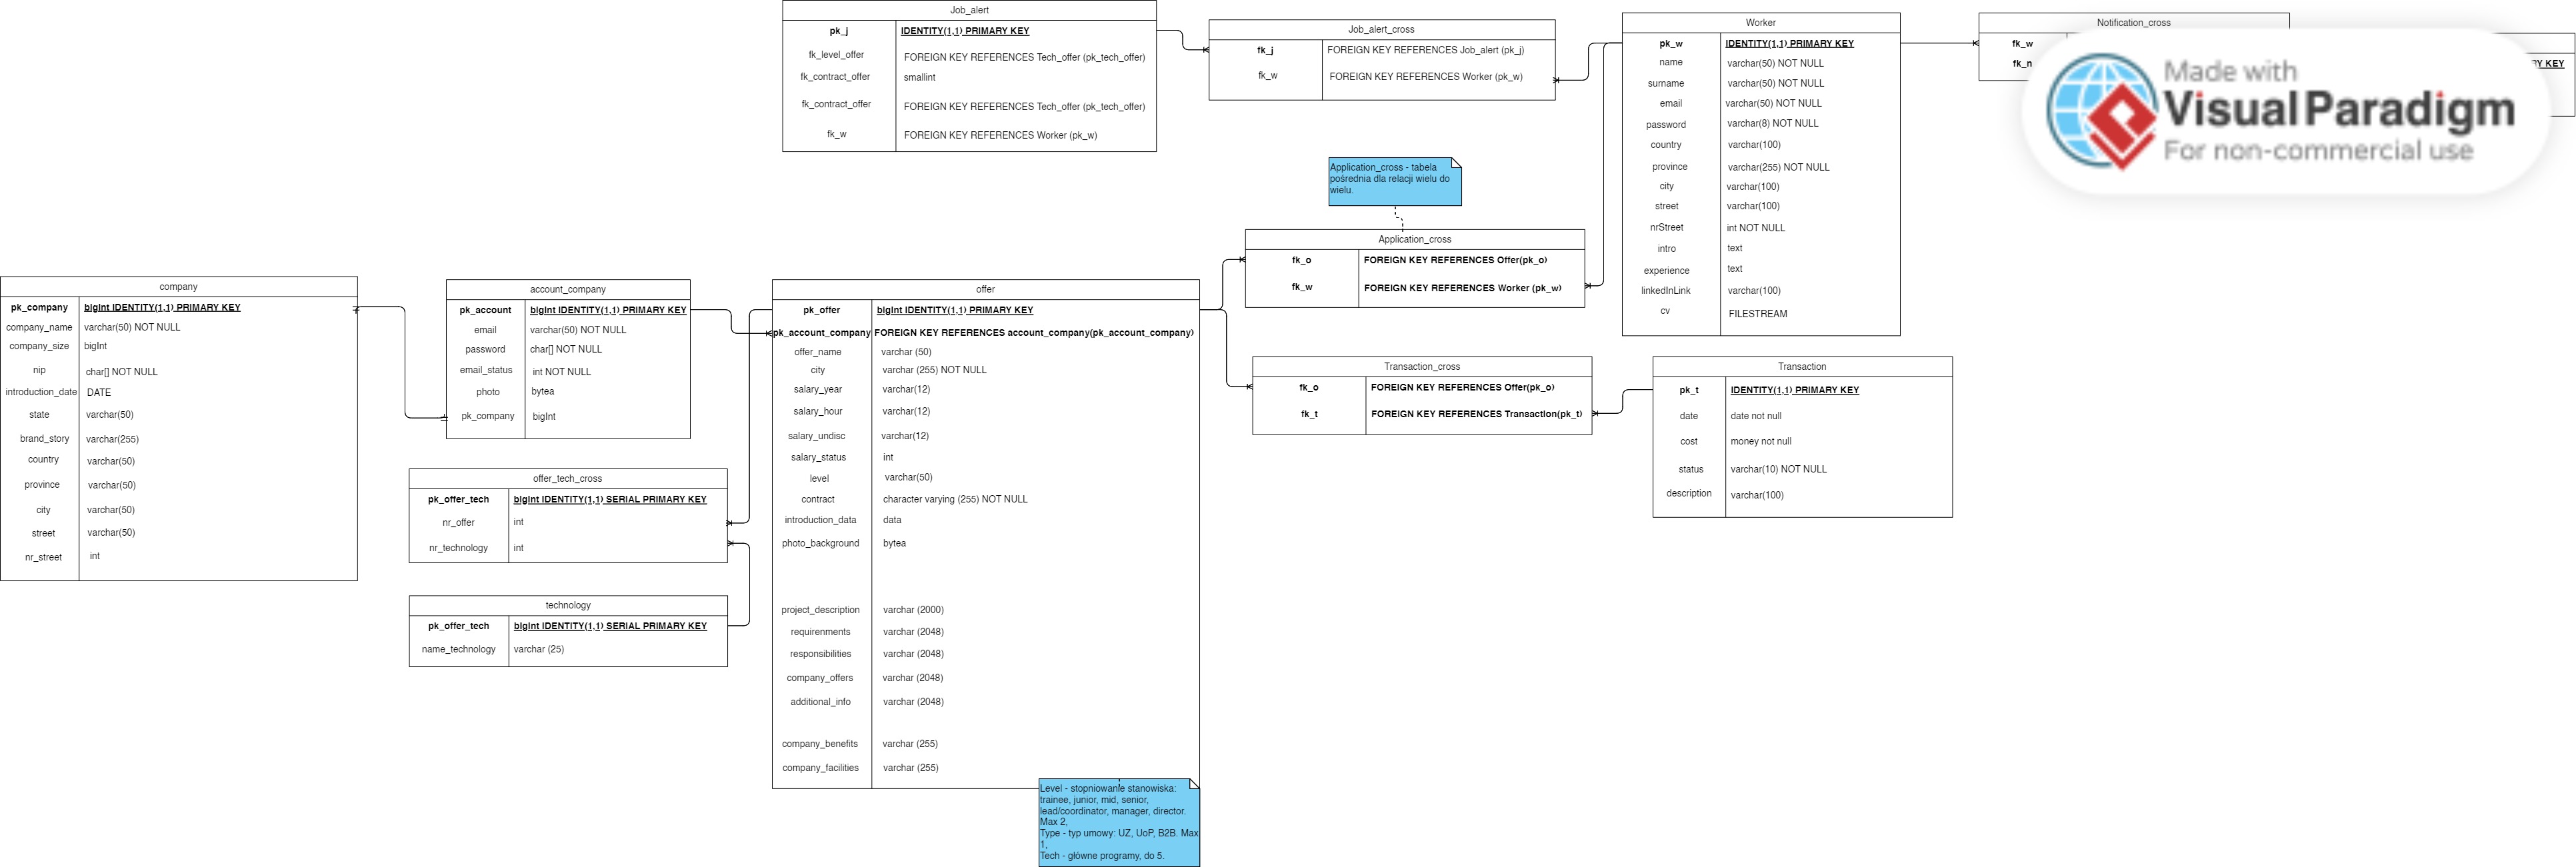 Job_alert
pk_j IDENTITY(1,1) PRIMARY KEY
fk_level_offer FOREIGN KEY REFERENCES Tech_offer (pk_tech_offer)
fk_contract_offer smallint
fk_contract_offer FOREIGN KEY REFERENCES Tech_offer (pk_tech_offer)
fk_w FOREIGN KEY REFERENCES Worker (pk_w)
Job_alert_cross
fk_j FOREIGN KEY REFERENCES Job_alert (pk_j)
fk_w FOREIGN KEY REFERENCES Worker (pk_w)
Worker
pk_w IDENTITY(1,1) PRIMARY KEY
name varchar(50) NOT NULL
surname varchar(50) NOT NULL
email varchar(50) NOT NULL
password varchar(8) NOT NULL
country varchar(100)
province varchar(255) NOT NULL
city varchar(100)
street varchar(100)
nrStreet int NOT NULL
intro text
experience text
linkedInLink varchar(100)
cv FILESTREAM
Notification_cross
fk_w
fk_n
KEY
Made with
Visual Paradigm
For non-commercial use
Application_cross - tabela
pośrednia dla relacji wielu do
wielu.
Application_cross
fk_o FOREIGN KEY REFERENCES Offer(pk_o)
fk_w FOREIGN KEY REFERENCES Worker (pk_w)
company
pk_company bigInt IDENTITY(1,1) PRIMARY KEY
company_name varchar(50) NOT NULL
company_size bigInt
nip char[] NOT NULL
introduction_date DATE
state varchar(50)
brand_story varchar(255)
country varchar(50)
province varchar(50)
city varchar(50)
street varchar(50)
nr_street int
account_company
pk_account bigInt IDENTITY(1,1) PRIMARY KEY
email varchar(50) NOT NULL
password char[] NOT NULL
email_status int NOT NULL
photo bytea
pk_company bigInt
offer
pk_offer bigInt IDENTITY(1,1) PRIMARY KEY
pk_account_company FOREIGN KEY REFERENCES account_company(pk_account_company)
offer_name varchar (50)
city varchar (255) NOT NULL
salary_year varchar(12)
salary_hour varchar(12)
salary_undisc varchar(12)
salary_status int
level varchar(50)
contract character varying (255) NOT NULL
introduction_data data
photo_background bytea
project_description varchar (2000)
requirenments varchar (2048)
responsibilities varchar (2048)
company_offers varchar (2048)
additional_info varchar (2048)
company_benefits varchar (255)
company_facilities varchar (255)
Transaction_cross
fk_o FOREIGN KEY REFERENCES Offer(pk_o)
fk_t FOREIGN KEY REFERENCES Transaction(pk_t)
Transaction
pk_t IDENTITY(1,1) PRIMARY KEY
date date not null
cost money not null
status varchar(10) NOT NULL
description varchar(100)
offer_tech_cross
pk_offer_tech bigInt IDENTITY(1,1) SERIAL PRIMARY KEY
nr_offer int
nr_technology int
technology
pk_offer_tech bigInt IDENTITY(1,1) SERIAL PRIMARY KEY
name_technology varchar (25)
Level - stopniowanie stanowiska:
trainee, junior, mid, senior,
lead/coordinator, manager, director.
Max 2,
Type - typ umowy: UZ, UoP, B2B. Max
1,
Tech - główne programy, do 5.